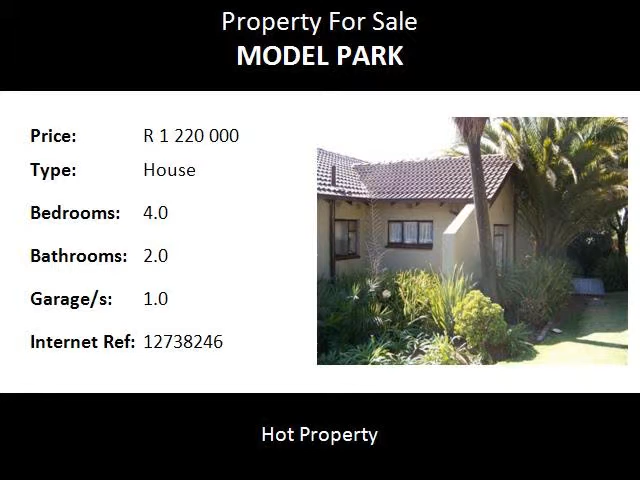 Property For Sale
MODEL PARK
Price: R 1 220 000
Type: House
Bedrooms: 4.0
Bathrooms: 2.0
Garage/s: 1.0
Internet Ref: 12738246
Hot Property